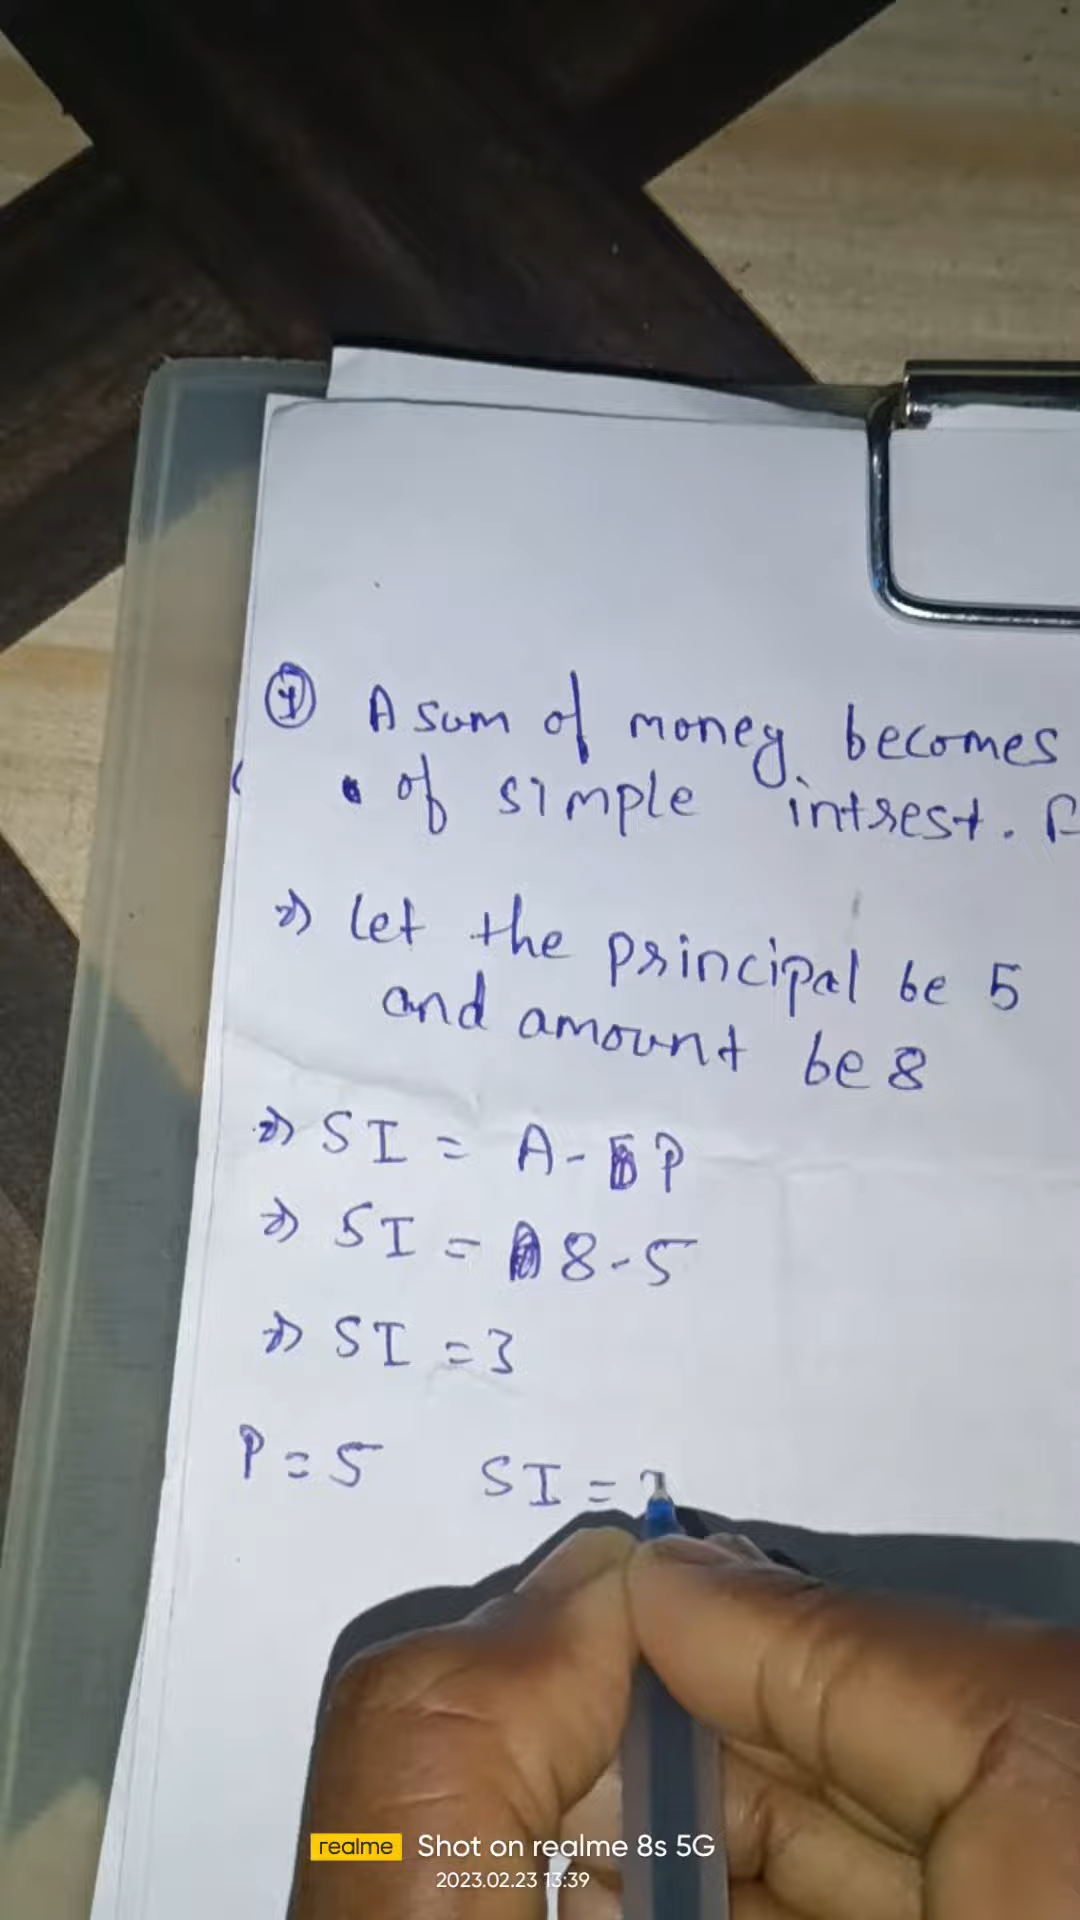 ① A sum of money becomes
of simple intrest.
⇒ let the principal be 5
and amount be 8
⇒ SI = A - P
⇒ SI = 8 - 5
⇒ SI = 3
P = 5 SI =
realme Shot on realme 8s 5G
2023.02.23 13:39